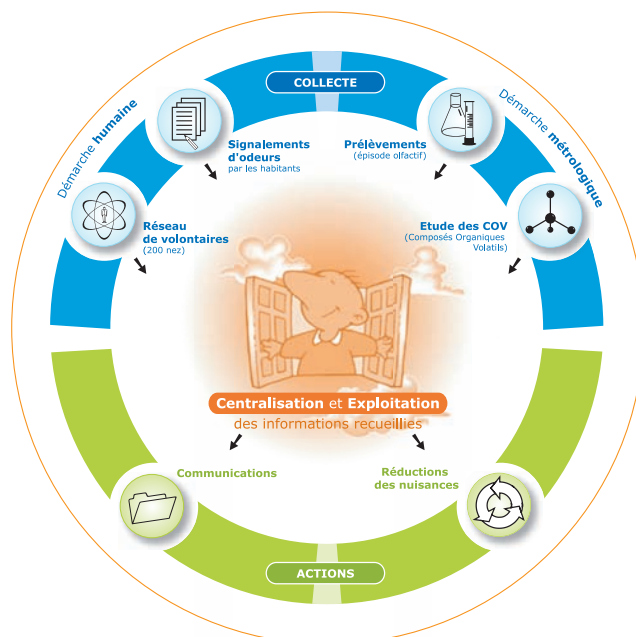 COLLECTE
Démarche humaine
Démarche métrologique
Signalements
d'odeurs
par les habitants
Prélèvements
(épisode olfactif)
Réseau
de volontaires
(200 nez)
Etude des COV
(Composés Organiques
Volatils)
Centralisation et Exploitation
des informations recueillies
Communications
Réductions
des nuisances
ACTIONS